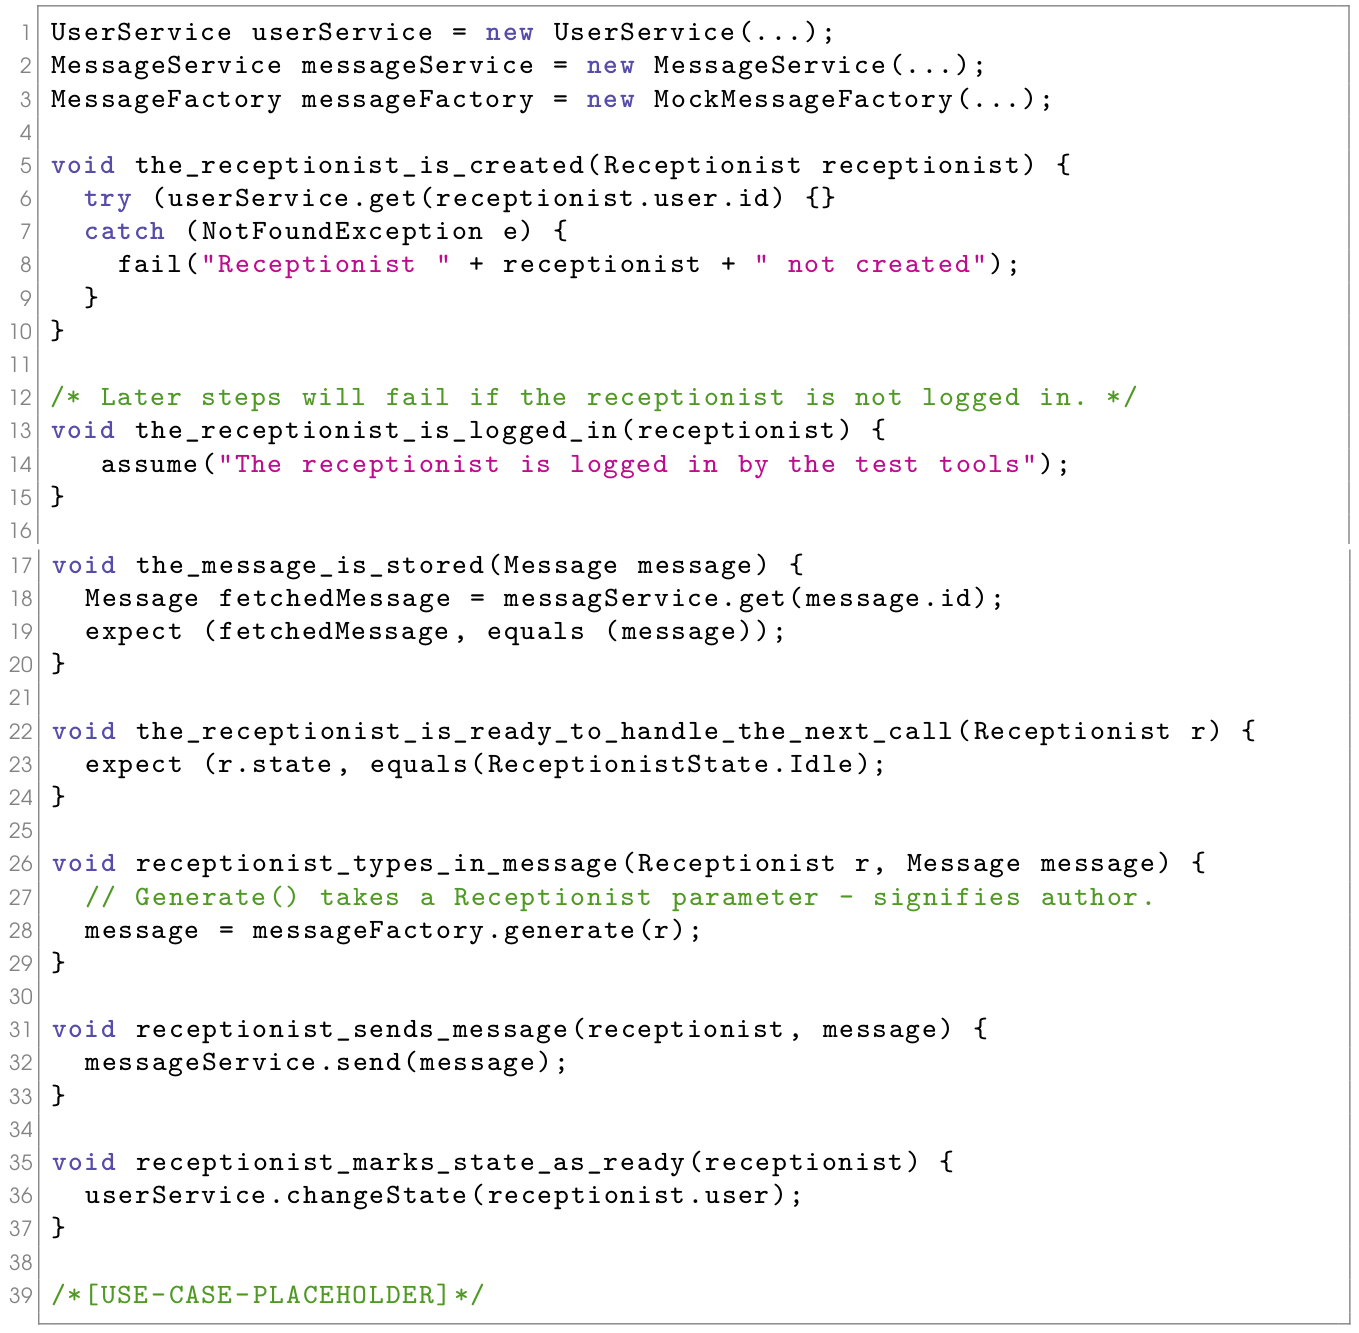 1 UserService userService = new UserService(...);
2 MessageService messageService = new MessageService(...);
3 MessageFactory messageFactory = new MockMessageFactory(...);
4
5 void the_receptionist_is_created(Receptionist receptionist) {
6   try (userService.get(receptionist.user.id) {}
7   catch (NotFoundException e) {
8     fail("Receptionist " + receptionist + " not created");
9   }
10 }
11
12 /* Later steps will fail if the receptionist is not logged in. */
13 void the_receptionist_is_logged_in(receptionist) {
14    assume("The receptionist is logged in by the test tools");
15 }
16
17 void the_message_is_stored(Message message) {
18   Message fetchedMessage = messagService.get(message.id);
19   expect (fetchedMessage, equals (message));
20 }
21
22 void the_receptionist_is_ready_to_handle_the_next_call(Receptionist r) {
23   expect (r.state, equals(ReceptionistState.Idle);
24 }
25
26 void receptionist_types_in_message(Receptionist r, Message message) {
27   // Generate() takes a Receptionist parameter - signifies author.
28   message = messageFactory.generate(r);
29 }
30
31 void receptionist_sends_message(receptionist, message) {
32   messageService.send(message);
33 }
34
35 void receptionist_marks_state_as_ready(receptionist) {
36   userService.changeState(receptionist.user);
37 }
38
39 /*[USE-CASE-PLACEHOLDER]*/